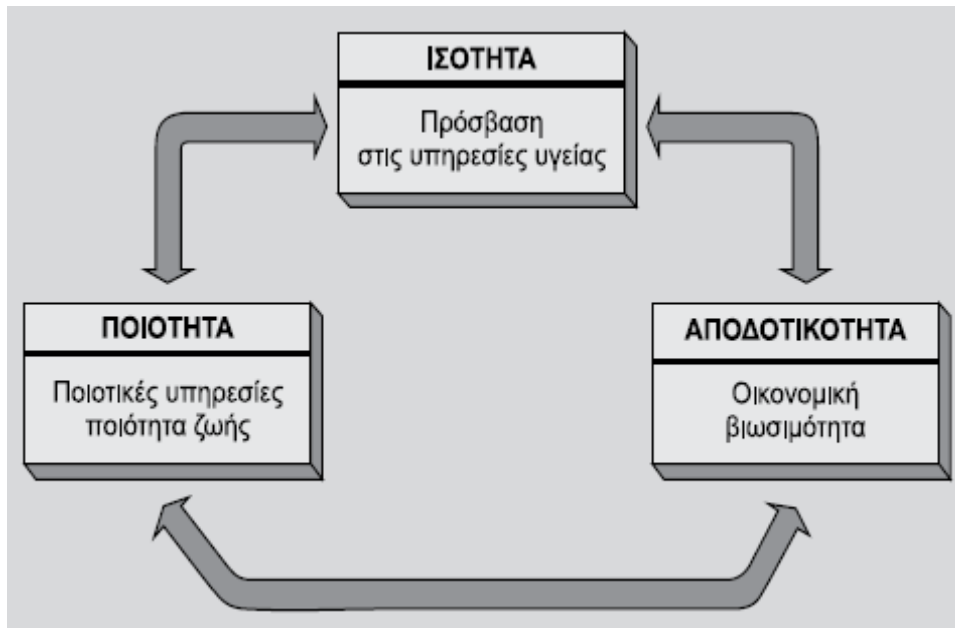 ΙΣΟΤΗΤΑ
Πρόσβαση
στις υπηρεσίες υγείας
ΠΟΙΟΤΗΤΑ
Ποιοτικές υπηρεσίες
ποιότητα ζωής
ΑΠΟΔΟΤΙΚΟΤΗΤΑ
Οικονομική
βιωσιμότητα